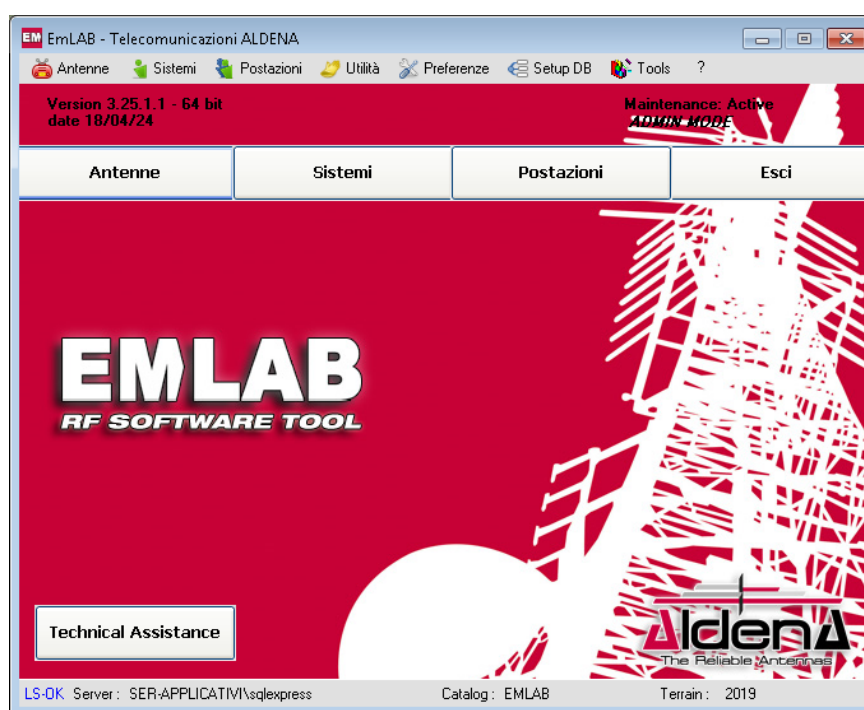 EM EmLAB - Telecomunicazioni ALDENA
Antenne Sistemi Postazioni Utilità Preferenze Setup DB Tools ?
Version 3.25.1.1 - 64 bit
date 18/04/24
Maintenance: Active
ADMIN MODE
Antenne Sistemi Postazioni Esci
EMLAB
RF SOFTWARE TOOL
Technical Assistance
AldenA
The Reliable Antennas
LS-OK Server : SER-APPLICATIVI\sqlexpress Catalog : EMLAB Terrain : 2019